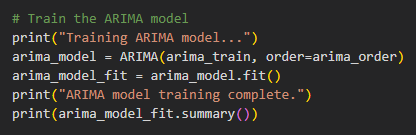 # Train the ARIMA model
print("Training ARIMA model...")
arima_model = ARIMA(arima_train, order=arima_order)
arima_model_fit = arima_model.fit()
print("ARIMA model training complete.")
print(arima_model_fit.summary())